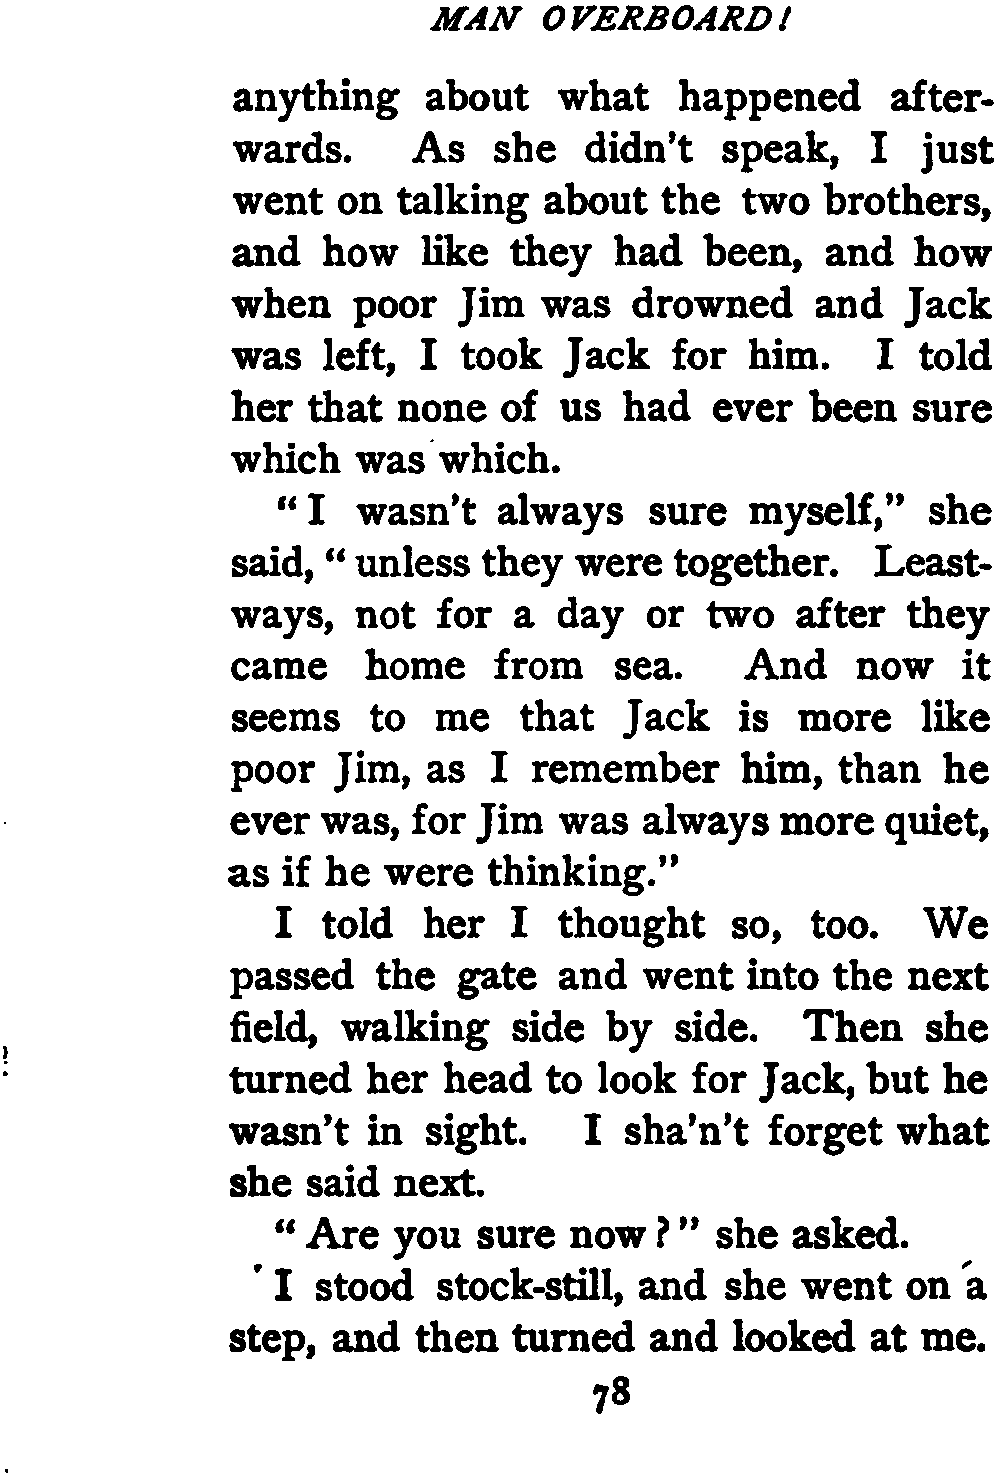 MAN OVERBOARD!
anything about what happened after-
wards. As she didn't speak, I just
went on talking about the two brothers,
and how like they had been, and how
when poor Jim was drowned and Jack
was left, I took Jack for him. I told
her that none of us had ever been sure
which was which.
"I wasn't always sure myself," she
said, "unless they were together. Least-
ways, not for a day or two after they
came home from sea. And now it
seems to me that Jack is more like
poor Jim, as I remember him, than he
ever was, for Jim was always more quiet,
as if he were thinking."
I told her I thought so, too. We
passed the gate and went into the next
field, walking side by side. Then she
turned her head to look for Jack, but he
wasn't in sight. I sha'n't forget what
she said next.
"Are you sure now?" she asked.
I stood stock-still, and she went on a
step, and then turned and looked at me.
78